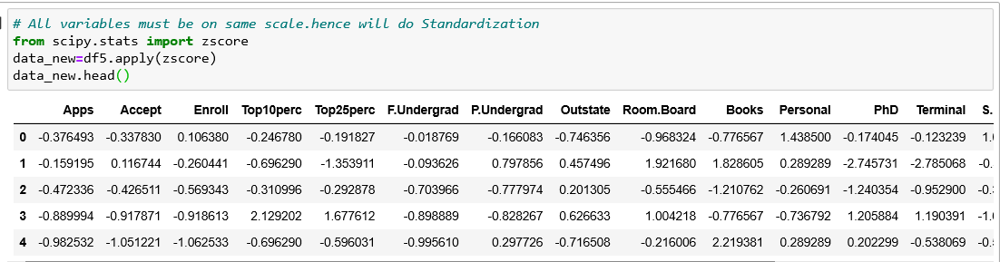 # All variables must be on same scale.hence will do Standardization
from scipy.stats import zscore
data_new=df5.apply(zscore)
data_new.head()
Apps Accept Enroll Top10perc Top25perc F.Undergrad P.Undergrad Outstate Room.Board Books Personal PhD Terminal S.
0 -0.376493 -0.337830 0.106380 -0.246780 -0.191827 -0.018769 -0.166083 -0.746356 -0.968324 -0.776567 1.438500 -0.174045 -0.123239 1.
1 -0.159195 0.116744 -0.260441 -0.696290 -1.353911 -0.093626 0.797856 0.457496 1.921680 1.828605 0.289289 -2.745731 -2.785068 -0.
2 -0.472336 -0.426511 -0.569343 -0.310996 -0.292878 -0.703966 -0.777974 0.201305 -0.555466 -1.210762 -0.260691 -1.240354 -0.952900 -0.
3 -0.889994 -0.917871 -0.918613 2.129202 1.677612 -0.898889 -0.828267 0.626633 1.004218 -0.776567 -0.736792 1.205884 1.190391 -1.
4 -0.982532 -1.051221 -1.062533 -0.696290 -0.596031 -0.995610 0.297726 -0.716508 -0.216006 2.219381 0.289289 0.202299 -0.538069 -0.